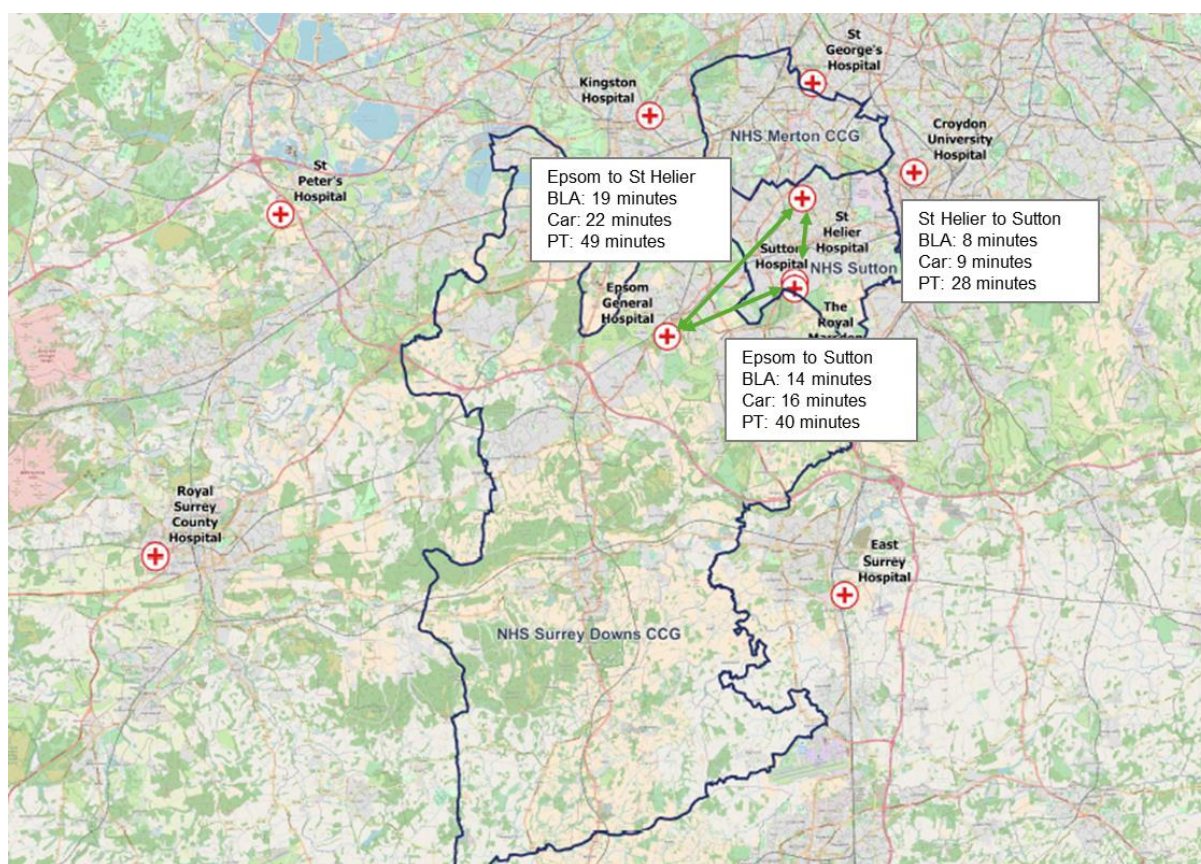 St
George's
Hospital
Kingston
Hospital
NHS Merton CCG
Croydon
University
Hospital
St
Peter's
Hospital
Epsom to St Helier
BLA: 19 minutes
Car: 22 minutes
PT: 49 minutes
St
Helier
Hospital
St Helier to Sutton
BLA: 8 minutes
Car: 9 minutes
PT: 28 minutes
Sutton
Hospital
NHS Sutton
Epsom
General
Hospital
The
Royal
Marsden
Epsom to Sutton
BLA: 14 minutes
Car: 16 minutes
PT: 40 minutes
Royal
Surrey
County
Hospital
East
Surrey
Hospital
NHS Surrey Downs CCG